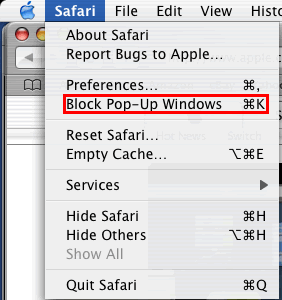 Safari File Edit View Hist
About Safari
Report Bugs to Apple...
Preferences... ⌘,
Block Pop-Up Windows ⌘K
Reset Safari...
Empty Cache... ⌥⌘E
Services ▶
Hide Safari ⌘H
Hide Others ⌥⌘H
Show All
Quit Safari ⌘Q